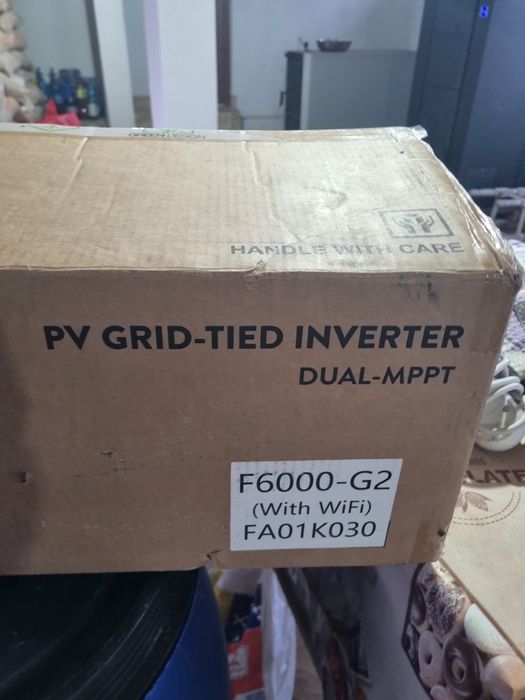 HANDLE WITH CARE
PV GRID-TIED INVERTER
DUAL-MPPT
F6000-G2
(With WiFi)
FA01K030